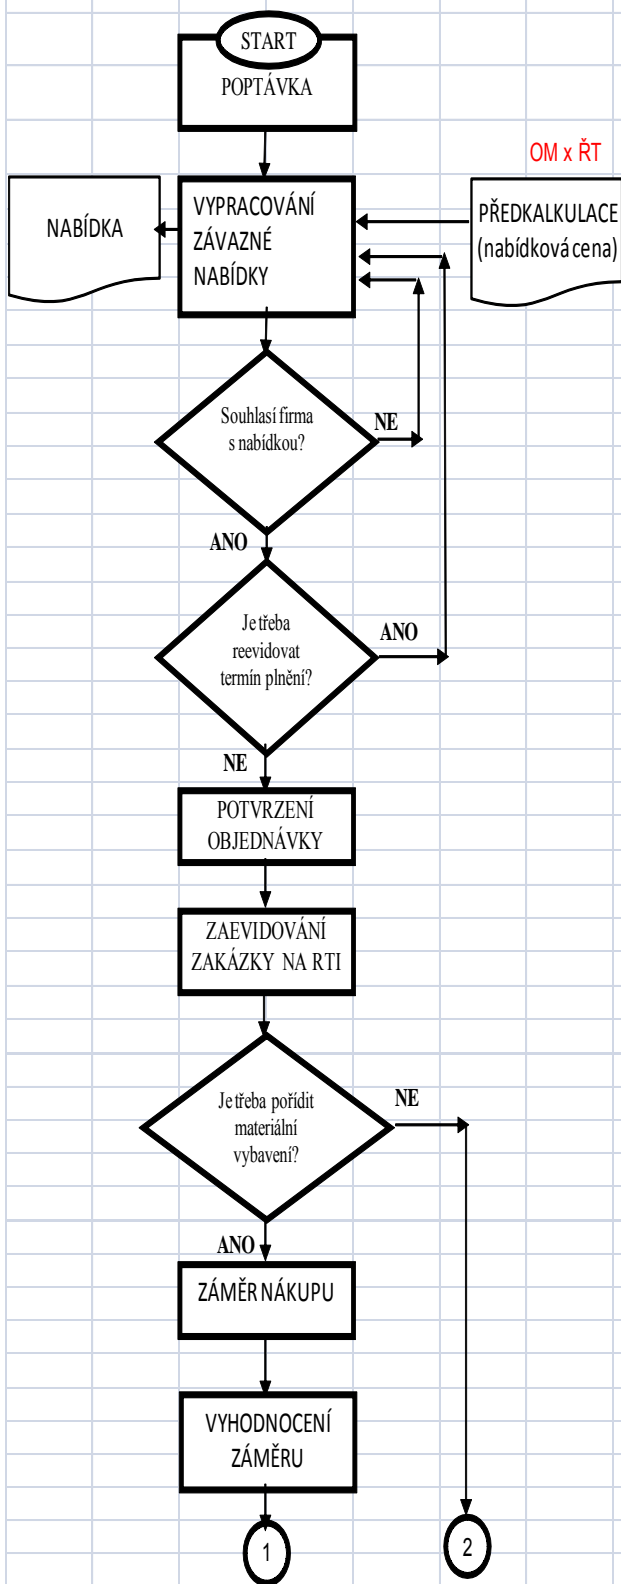 START
POPTÁVKA
OM x ŘT
NABÍDKA
VYPRACOVÁNÍ
ZÁVAZNÉ
NABÍDKY
PŘEDKALKULACE
(nabídková cena)
Souhlasí firma
s nabídkou?
NE
ANO
Je třeba
reevidovat
termín plnění?
ANO
NE
POTVRZENÍ
OBJEDNÁVKY
ZAEVIDOVÁNÍ
ZAKÁZKY NA RTI
Je třeba pořídit
materiální
vybavení?
NE
ANO
ZÁMĚR NÁKUPU
VYHODNOCENÍ
ZÁMĚRU
1
2